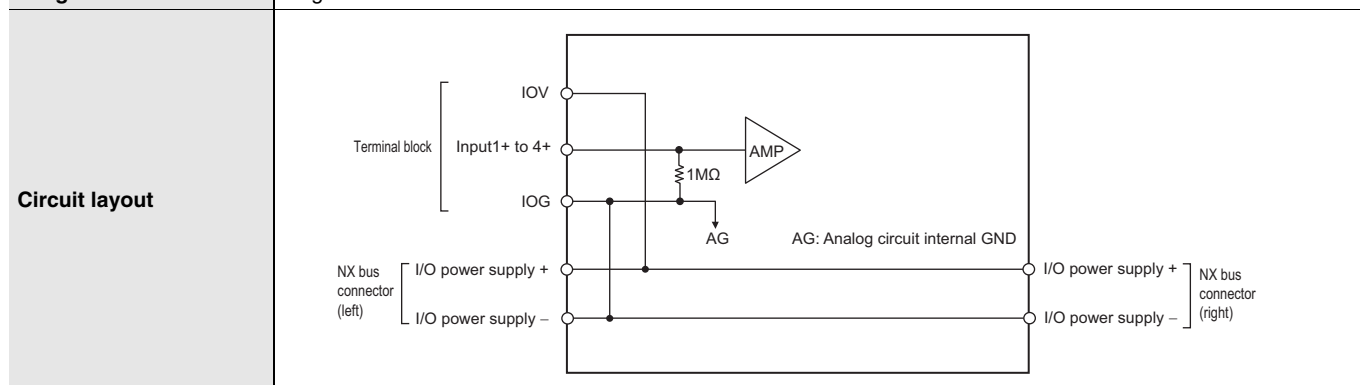 Circuit layout
Terminal block
IOV
Input1+ to 4+
IOG
1MΩ
AMP
AG
AG: Analog circuit internal GND
NX bus
connector
(left)
I/O power supply +
I/O power supply –
I/O power supply +
I/O power supply –
NX bus
connector
(right)